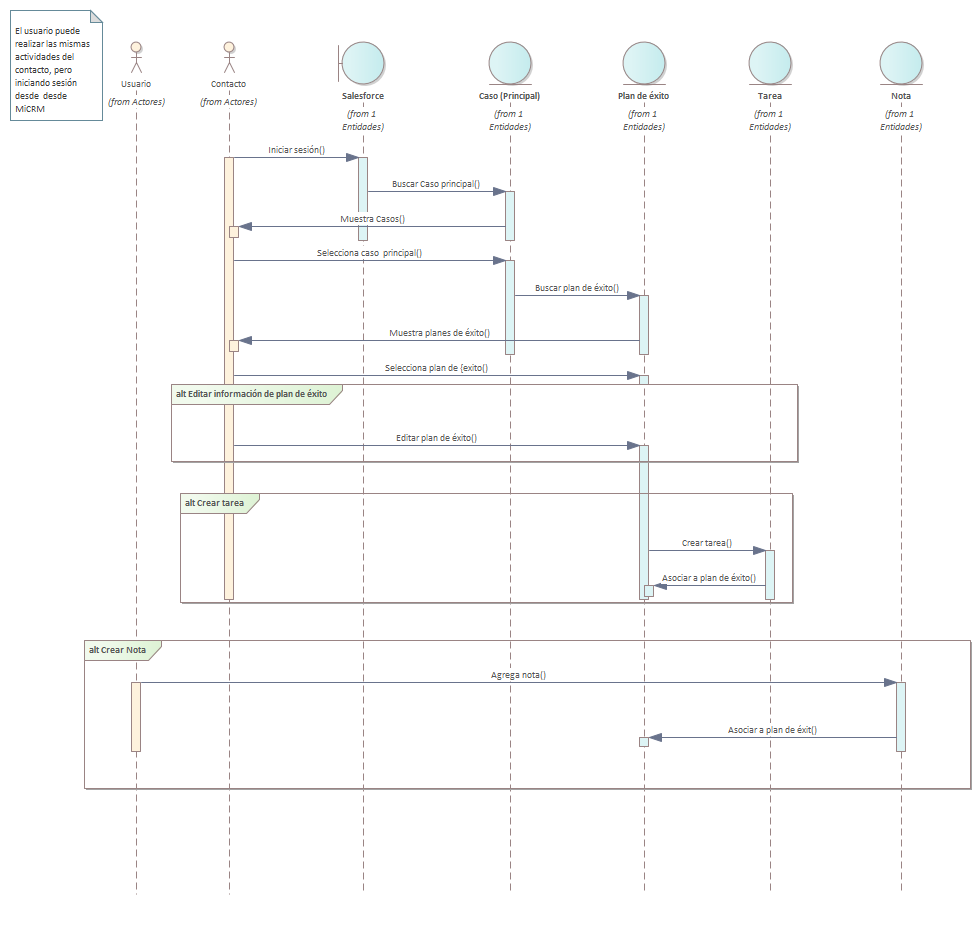 El usuario puede
realizar las mismas
actividades del
contacto, pero
iniciando sesión
desde  desde
MiCRM
Usuario
(from Actores)
Contacto
(from Actores)
Salesforce
(from 1
Entidades)
Caso (Principal)
(from 1
Entidades)
Plan de éxito
(from 1
Entidades)
Tarea
(from 1
Entidades)
Nota
(from 1
Entidades)
Iniciar sesión()
Buscar Caso principal()
Muestra Casos()
Selecciona caso  principal()
Buscar plan de éxito()
Muestra planes de éxito()
Selecciona plan de {exito()
alt Editar información de plan de éxito
Editar plan de éxito()
alt Crear tarea
Crear tarea()
Asociar a plan de éxito()
alt Crear Nota
Agrega nota()
Asociar a plan de éxit()